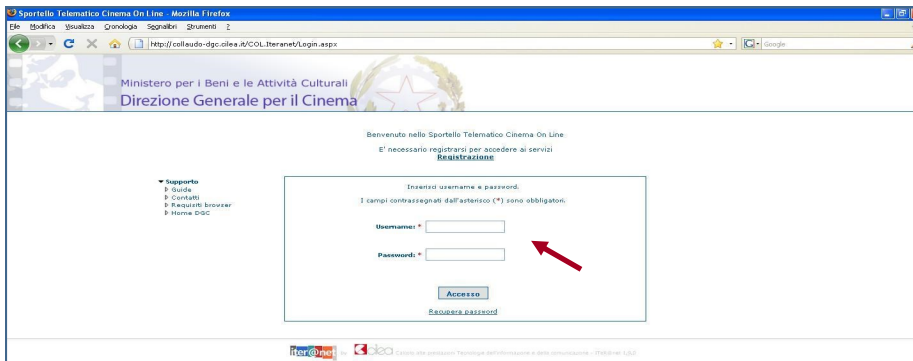 Sportello Telematico Cinema On Line - Mozilla Firefox
File Modifica Visualizza Cronologia Segnalibri Strumenti ?
http://collaudo-dgc.cilea.it/COL.Iteranet/Login.aspx
Google
Ministero per i Beni e le Attività Culturali
Direzione Generale per il Cinema
Benvenuto nello Sportello Telematico Cinema On Line
E' necessario registrarsi per accedere ai servizi
Registrazione
Supporto
Guide
Contatti
Requisiti browser
Home DGC
Inserisci username e password.
I campi contrassegnati dall'asterisco (*) sono obbligatori.
Username: *
Password: *
Accesso
Recupera password
iter@net by cilea